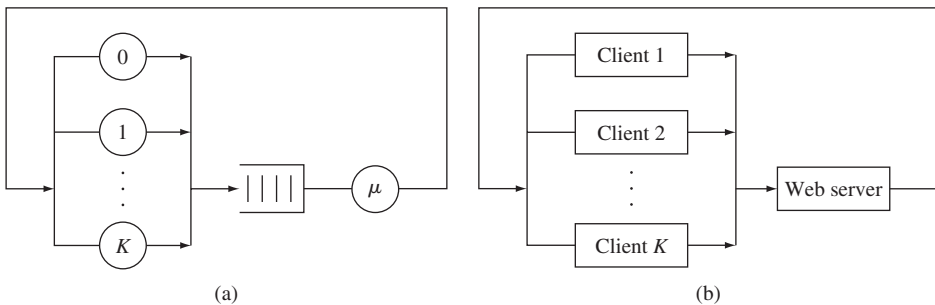 0
1
K
μ
(a)
Client 1
Client 2
Client K
Web server
(b)